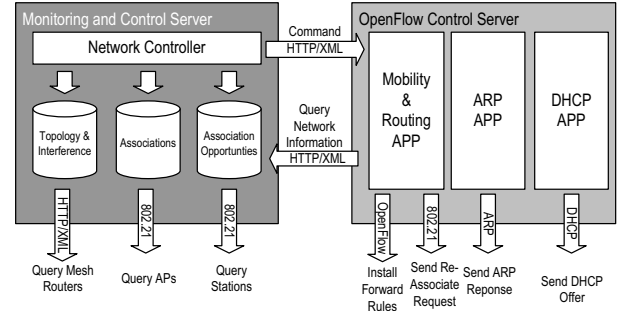 Monitoring and Control Server
Network Controller
Topology &
Interference
Associations
Association
Opportunties
HTTP/XML
802.21
802.21
Query Mesh
Routers
Query APs
Query
Stations
Command
HTTP/XML
Query
Network
Information
HTTP/XML
OpenFlow Control Server
Mobility
&
Routing
APP
ARP
APP
DHCP
APP
OpenFlow
802.21
ARP
DHCP
Install
Forward
Rules
Send Re-
Associate
Request
Send ARP
Reponse
Send DHCP
Offer